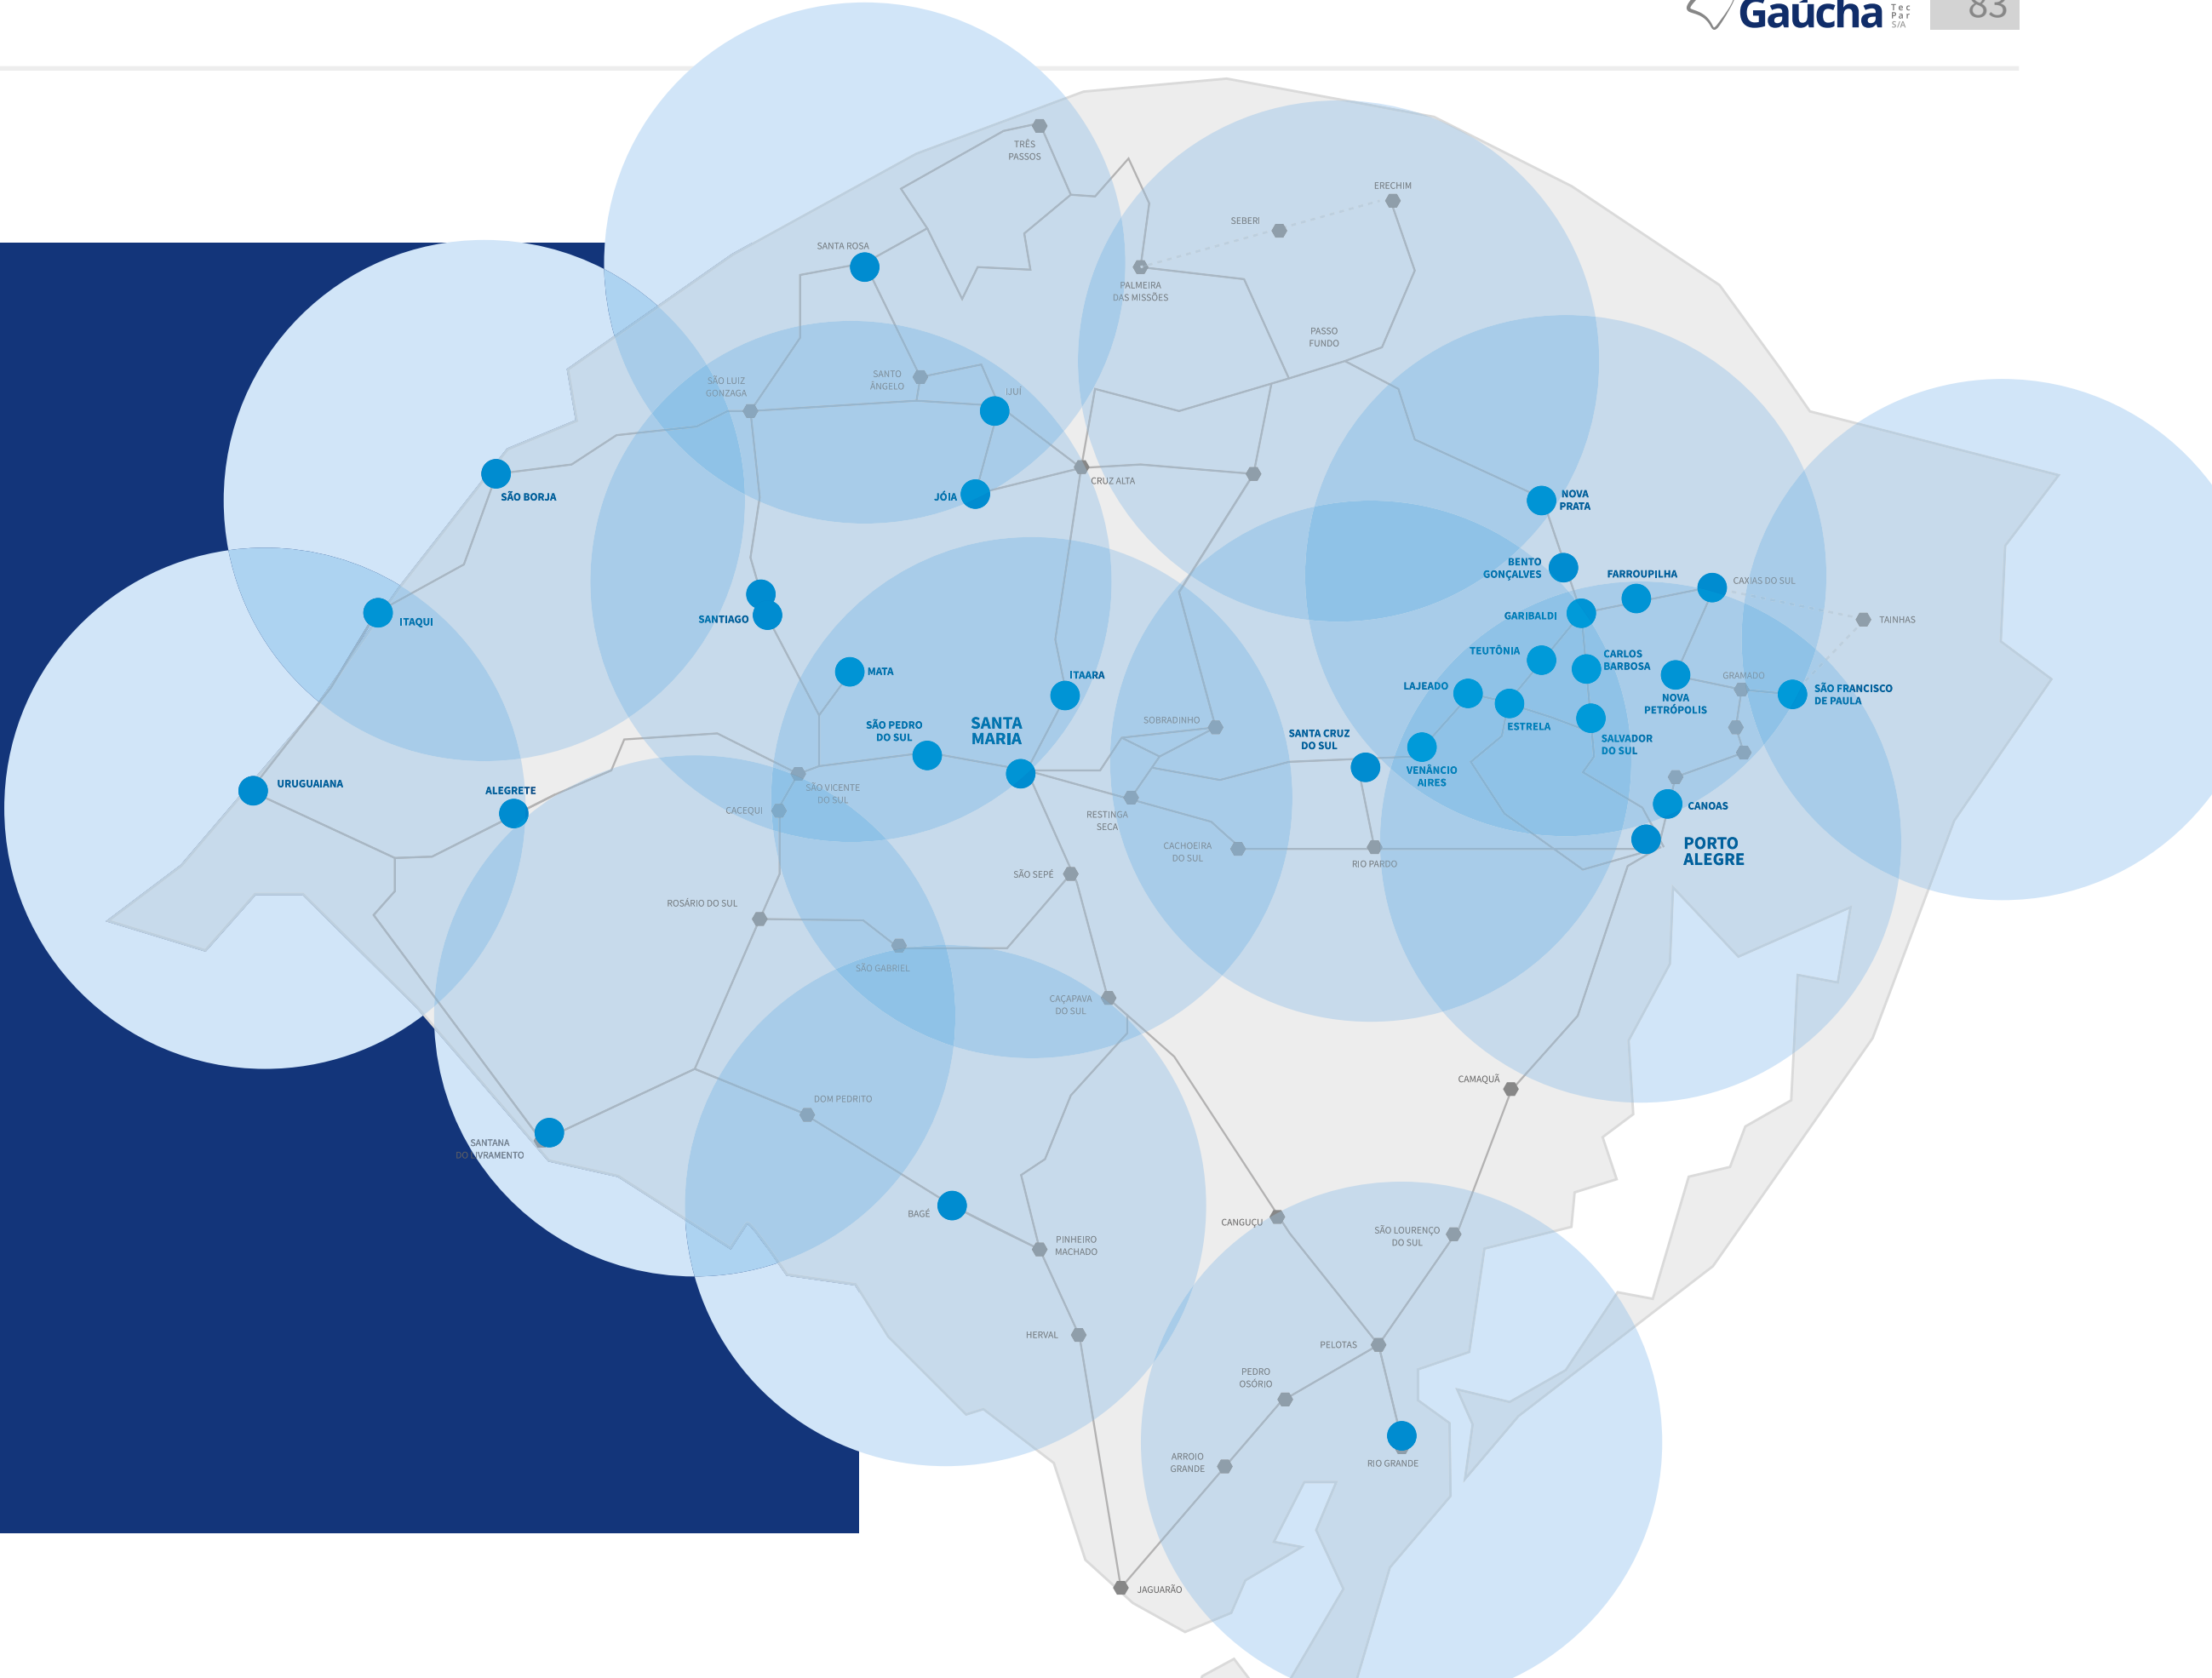 Gaúcha
Tec
Par
S/A
83
TRÊS
PASSOS
ERECHIM
SEBERI
SANTA ROSA
PALMEIRA
DAS MISSÕES
PASSO
FUNDO
SÃO LUIZ
GONZAGA
SANTO
ÂNGELO
IJUÍ
CRUZ ALTA
SÃO BORJA
JÓIA
NOVA
PRATA
BENTO
GONÇALVES
FARROUPILHA
CAXIAS DO SUL
ITAQUI
SANTIAGO
GARIBALDI
TAINHAS
MATA
ITAARA
TEUTÔNIA
CARLOS
BARBOSA
LAJEADO
GRAMADO
NOVA
PETRÓPOLIS
SÃO FRANCISCO
DE PAULA
SÃO PEDRO
DO SUL
SANTA
MARIA
SOBRADINHO
SANTA CRUZ
DO SUL
ESTRELA
SALVADOR
DO SUL
VENÂNCIO
AIRES
URUGUAIANA
ALEGRETE
SÃO VICENTE
DO SUL
CACEQUI
RESTINGA
SECA
CANOAS
CACHOEIRA
DO SUL
RIO PARDO
PORTO
ALEGRE
SÃO SEPÉ
ROSÁRIO DO SUL
SÃO GABRIEL
CAÇAPAVA
DO SUL
CAMAQUÃ
DOM PEDRITO
SANTANA
DO LIVRAMENTO
BAGÉ
CANGUÇU
SÃO LOURENÇO
DO SUL
PINHEIRO
MACHADO
HERVAL
PELOTAS
PEDRO
OSÓRIO
ARROIO
GRANDE
RIO GRANDE
JAGUARÃO